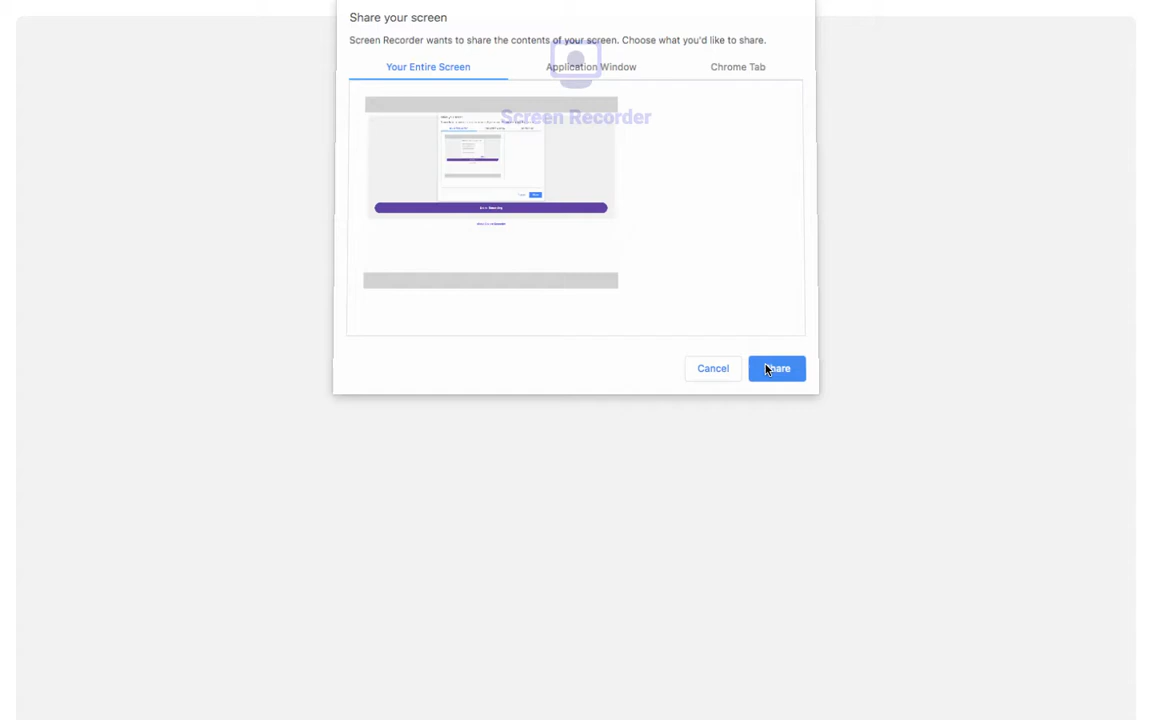 Share your screen
Screen Recorder wants to share the contents of your screen. Choose what you'd like to share.
Your Entire Screen
Application Window
Chrome Tab
Screen Recorder
Cancel
Share